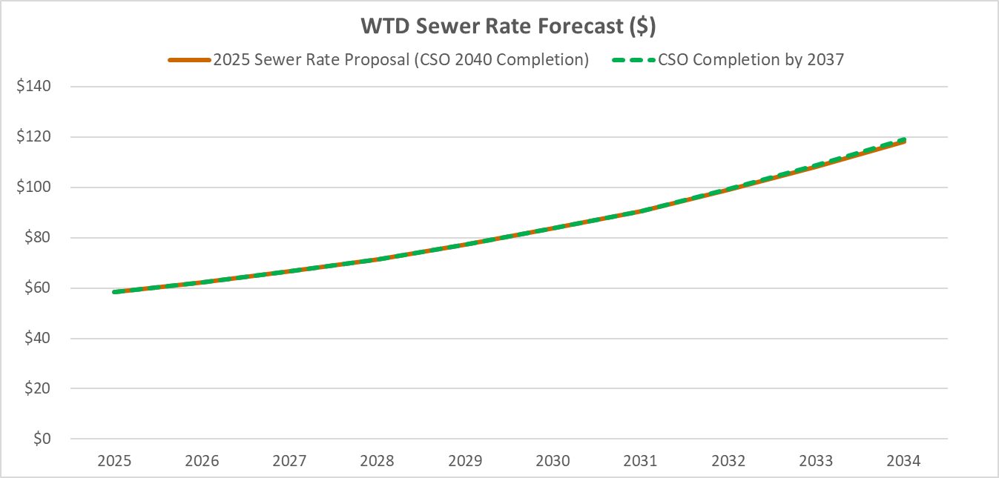 WTD Sewer Rate Forecast ($)
2025 Sewer Rate Proposal (CSO 2040 Completion) CSO Completion by 2037
$140
$120
$100
$80
$60
$40
$20
$0
2025 2026 2027 2028 2029 2030 2031 2032 2033 2034